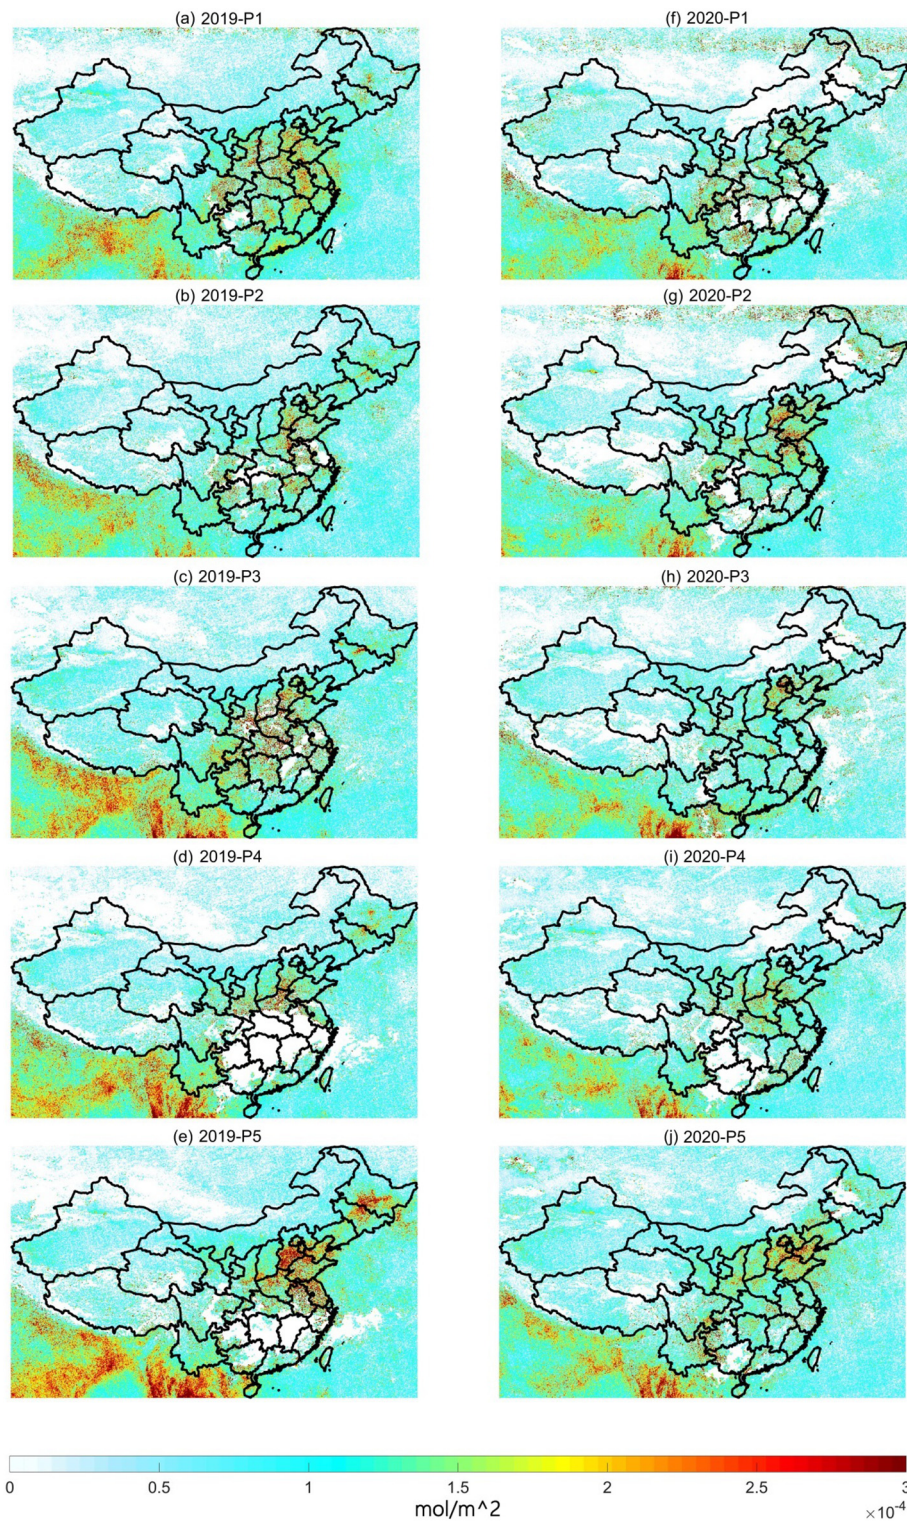 (a) 2019-P1
(f) 2020-P1
(b) 2019-P2
(g) 2020-P2
(c) 2019-P3
(h) 2020-P3
(d) 2019-P4
(i) 2020-P4
(e) 2019-P5
(j) 2020-P5
0 0.5 1 1.5 2 2.5 3
mol/m^2
×10⁻⁴